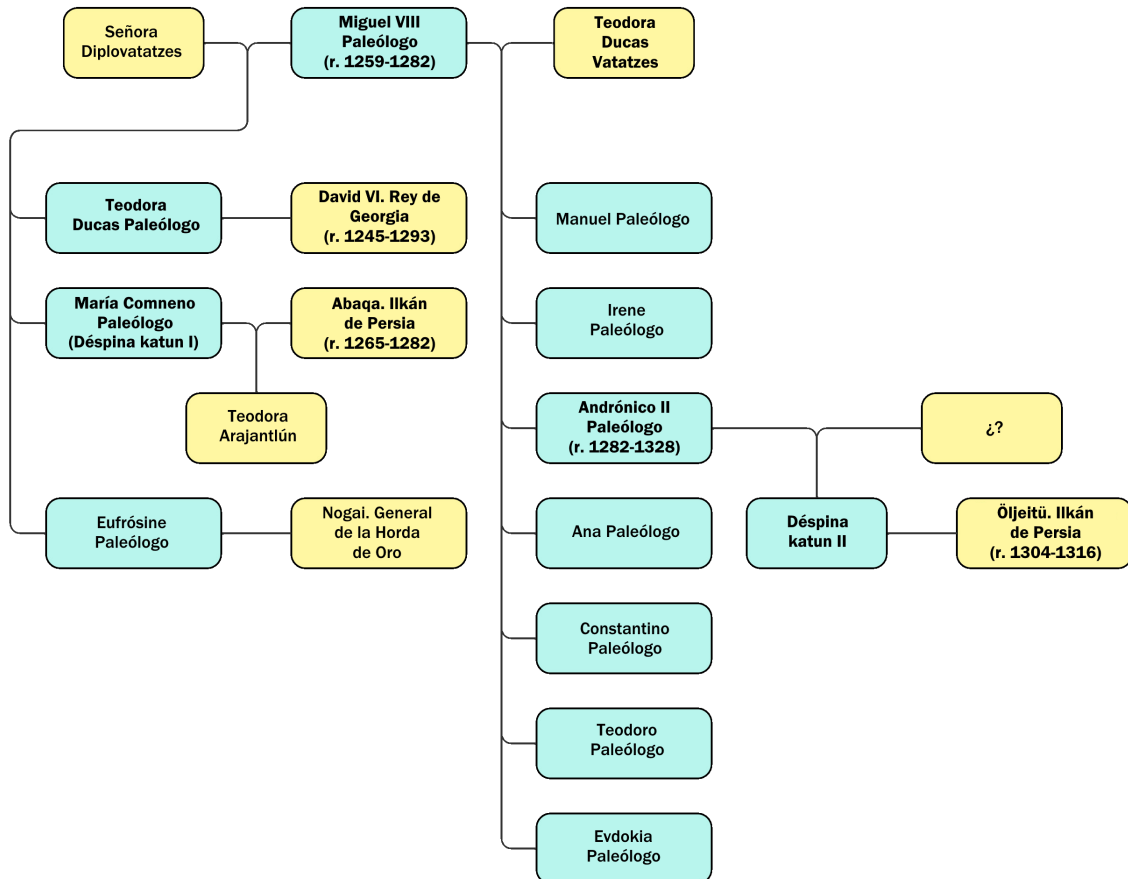 Señora
Diplovatatzes
Miguel VIII
Paleólogo
(r. 1259-1282)
Teodora
Ducas
Vatatzes
Teodora
Ducas Paleólogo
David VI. Rey de
Georgia
(r. 1245-1293)
Manuel Paleólogo
María Comneno
Paleólogo
(Déspina katun I)
Abaqa. Ilkán
de Persia
(r. 1265-1282)
Irene
Paleólogo
Teodora
Arajantlún
Andrónico II
Paleólogo
(r. 1282-1328)
¿?
Eufrósine
Paleólogo
Nogai. General
de la Horda
de Oro
Ana Paleólogo
Déspina
katun II
Öljeitü. Ilkán
de Persia
(r. 1304-1316)
Constantino
Paleólogo
Teodoro
Paleólogo
Evdokia
Paleólogo